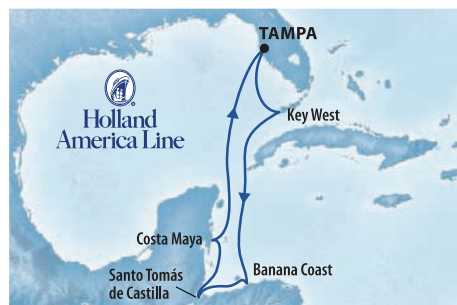 TAMPA
Holland
America Line
Key West
Costa Maya
Santo Tomás
de Castilla
Banana Coast